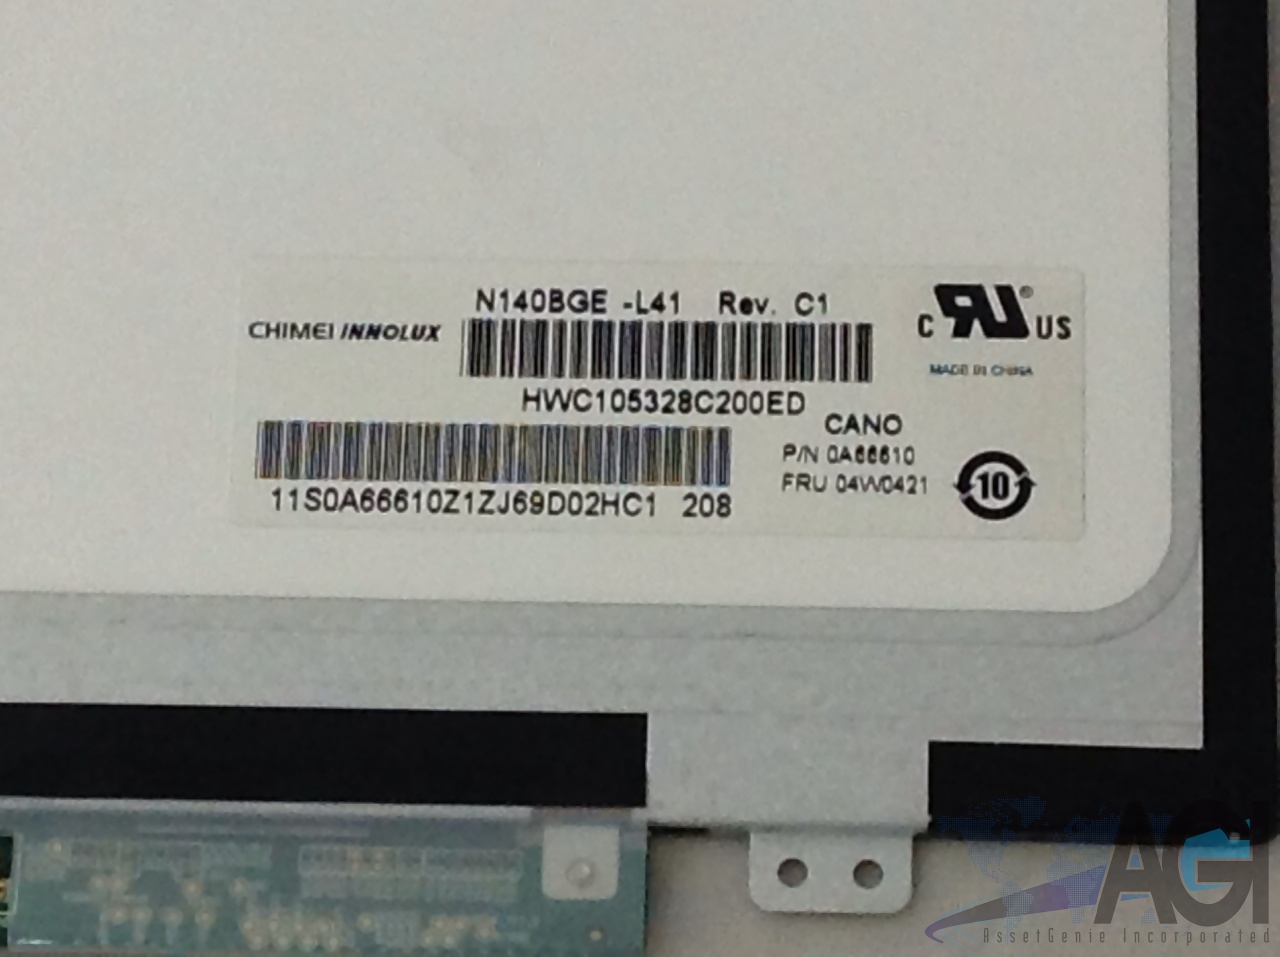 N140BGE -L41 Rev. C1
CHIMEI INNOLUX
C RU® US
MADE IN CHINA
HWC105328C200ED
CANO
P/N 0A66610
FRU 04W0421
10
11S0A66610Z1ZJ69D02HC1 208
AGI
AssetGenie Incorporated